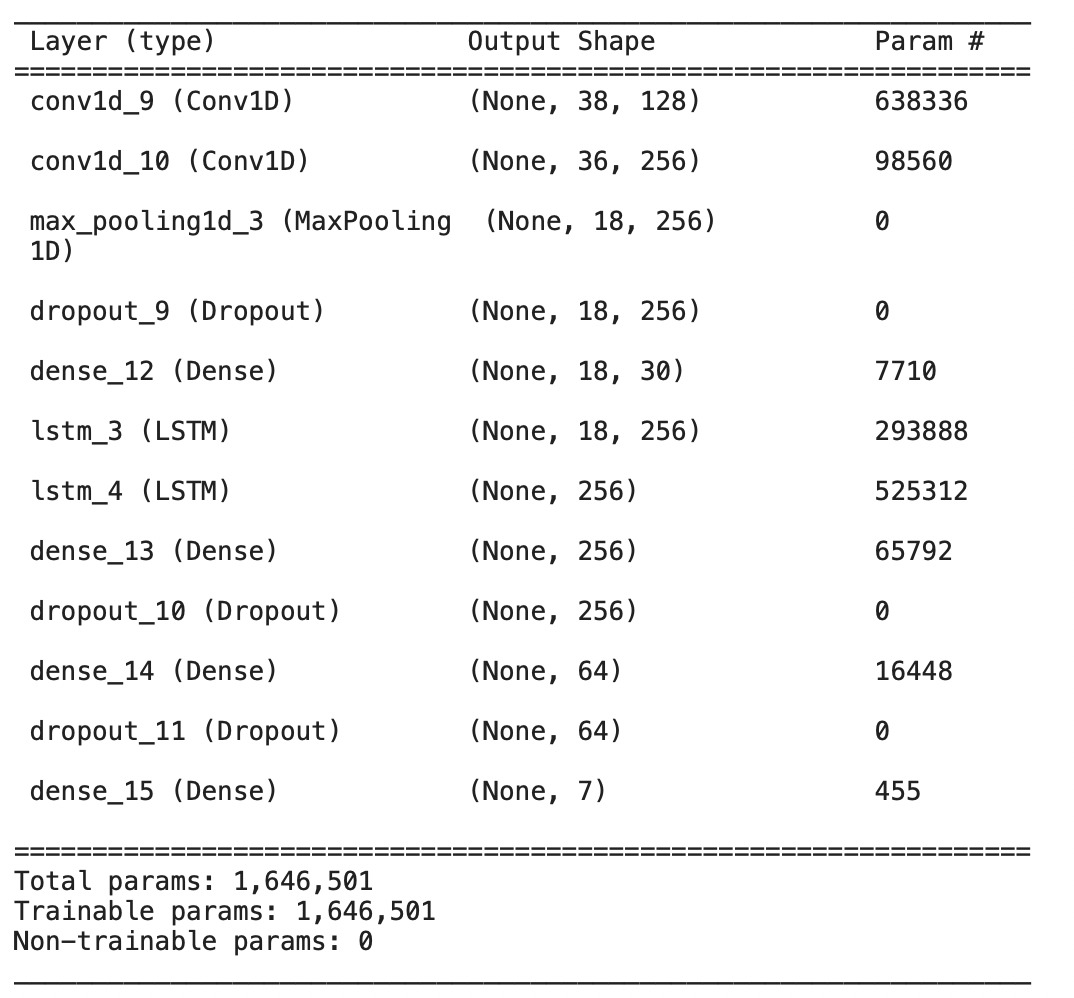 Layer (type) Output Shape Param #
=================================================================
conv1d_9 (Conv1D) (None, 38, 128) 638336
conv1d_10 (Conv1D) (None, 36, 256) 98560
max_pooling1d_3 (MaxPooling (None, 18, 256) 0
1D)
dropout_9 (Dropout) (None, 18, 256) 0
dense_12 (Dense) (None, 18, 30) 7710
lstm_3 (LSTM) (None, 18, 256) 293888
lstm_4 (LSTM) (None, 256) 525312
dense_13 (Dense) (None, 256) 65792
dropout_10 (Dropout) (None, 256) 0
dense_14 (Dense) (None, 64) 16448
dropout_11 (Dropout) (None, 64) 0
dense_15 (Dense) (None, 7) 455
=================================================================
Total params: 1,646,501
Trainable params: 1,646,501
Non-trainable params: 0